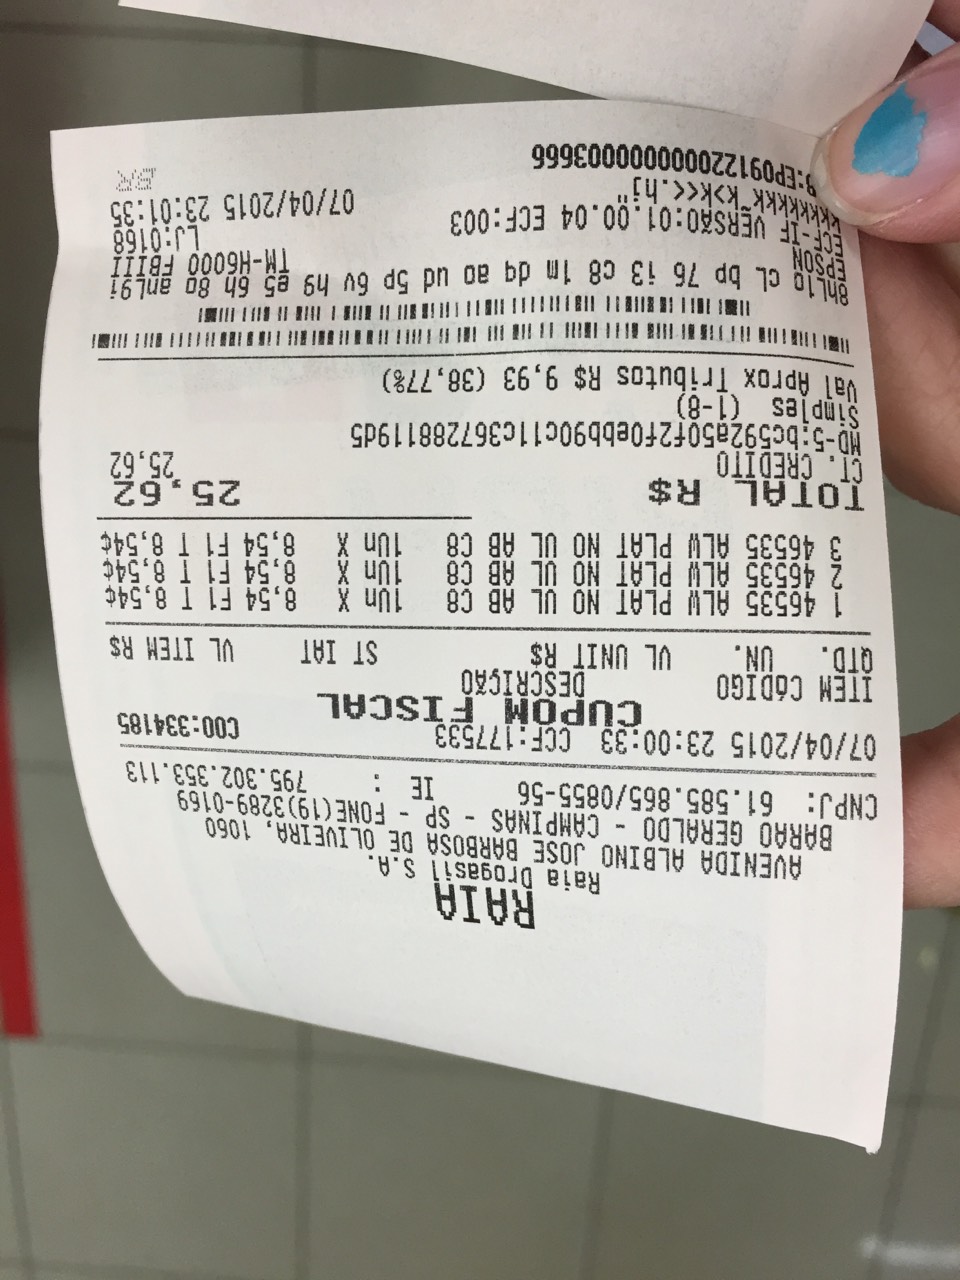 RAIA
Raia Drogasil S.A.
AVENIDA ALBINO JOSE BARBOSA DE OLIVEIRA, 1060
BARAO GERALDO - CAMPINAS - SP - FONE(19)3289-0169
CNPJ: 61.585.865/0855-56 IE : 795.302.353.113
07/04/2015 23:00:33 CCF:177533 COO:334185
CUPOM FISCAL
ITEM CÓDIGO DESCRIÇÃO
QTD. UN. VL UNIT R$ ST IAT VL ITEM R$
1 46535 ALW PLAT NO UL AB C8 1Un X 8,54 F1 T 8,54¢
2 46535 ALW PLAT NO UL AB C8 1Un X 8,54 F1 T 8,54¢
3 46535 ALW PLAT NO UL AB C8 1Un X 8,54 F1 T 8,54¢
TOTAL R$ 25,62
CT. CREDITO 25,62
MD-5:bc592a50f2f0ebb90c11c367288119d5
Simples (1-8)
Val Aprox Tributos R$ 9,93 (38,77%)
8hL1q cL bp 76 i3 c8 1m dq ao ud 5p 6v h9 e5 6h 8o anL9i
EPSON TM-H6000 FBIII
ECF-IF VERSÃO:01.00.04 ECF:003 LJ:0168
KKKKKKKK K>K<<.hj" 07/04/2015 23:01:35
:EP091220000000003666 BR